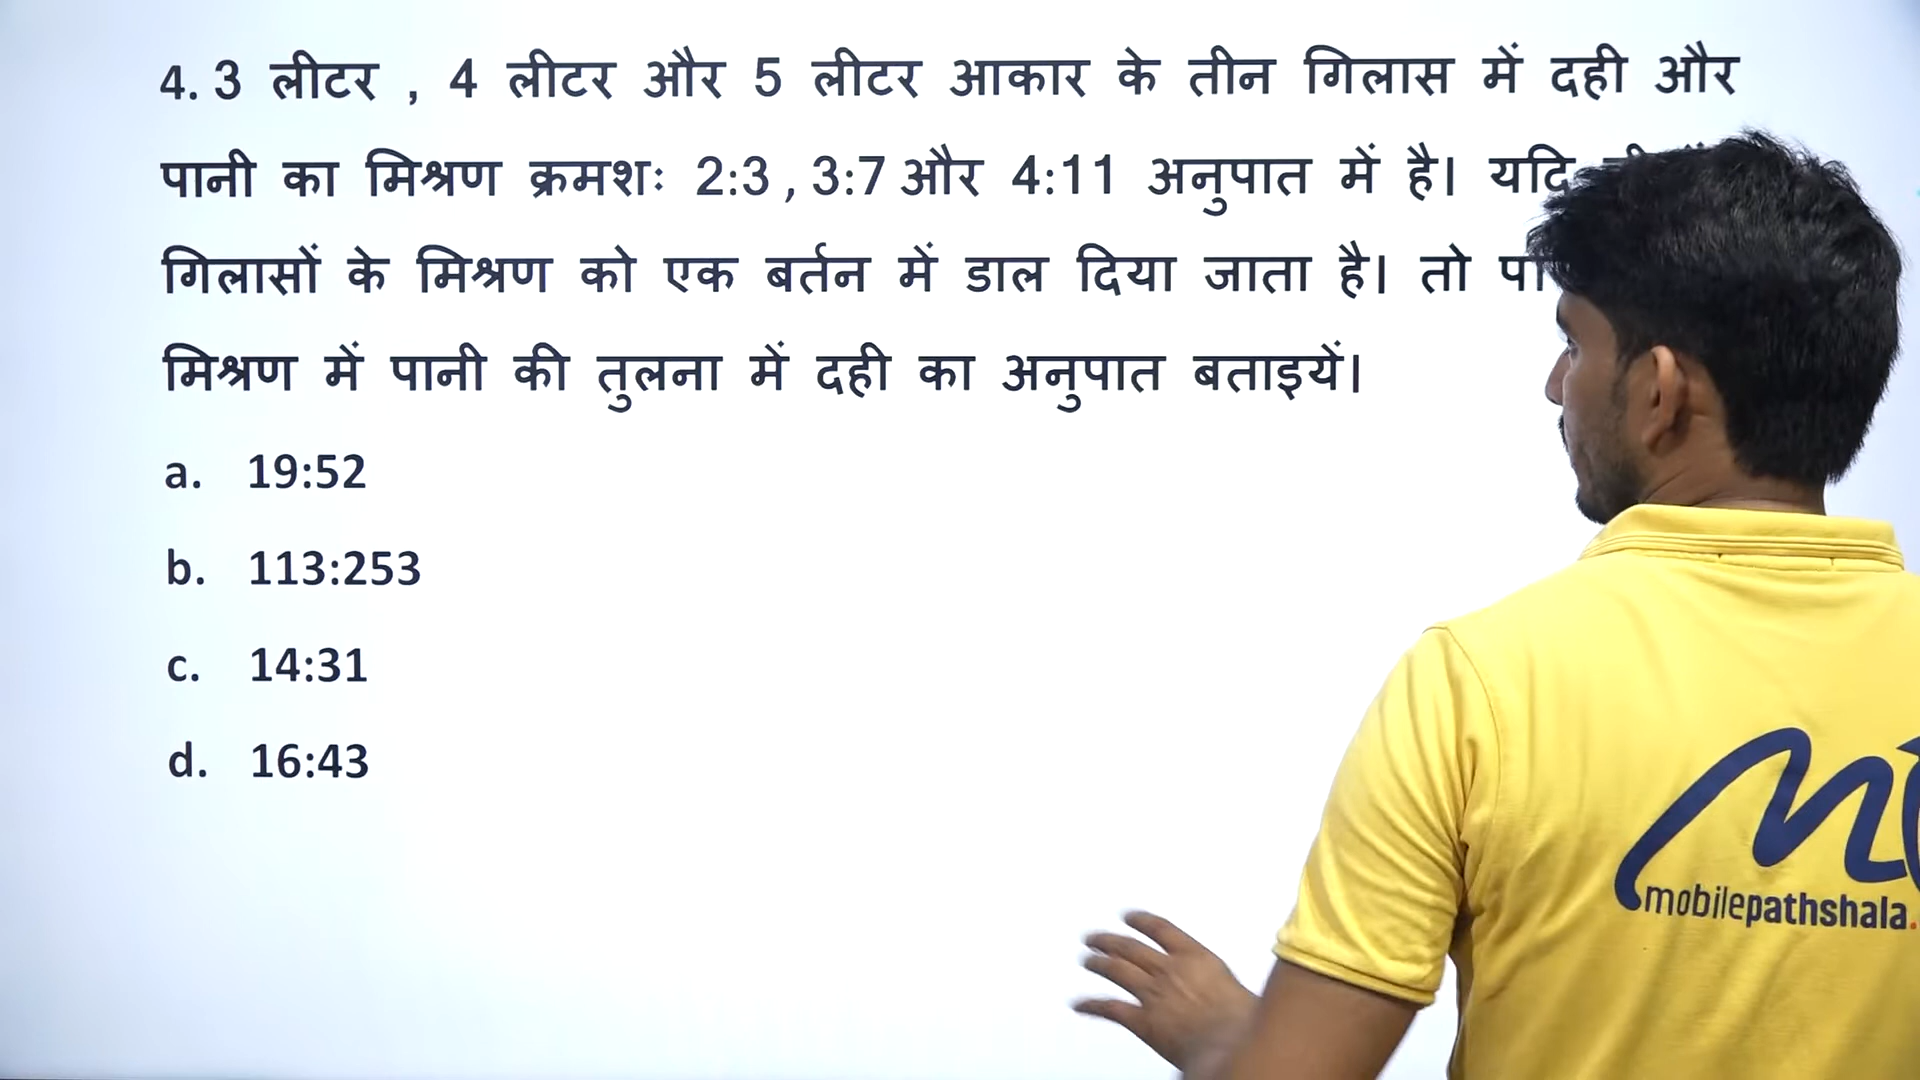 4. 3 लीटर , 4 लीटर और 5 लीटर आकार के तीन गिलास में दही और
पानी का मिश्रण क्रमशः 2:3 , 3:7 और 4:11 अनुपात में है। यदि
गिलासों के मिश्रण को एक बर्तन में डाल दिया जाता है। तो
मिश्रण में पानी की तुलना में दही का अनुपात बताइयें।
a. 19:52
b. 113:253
c. 14:31
d. 16:43
mobilepathshala.